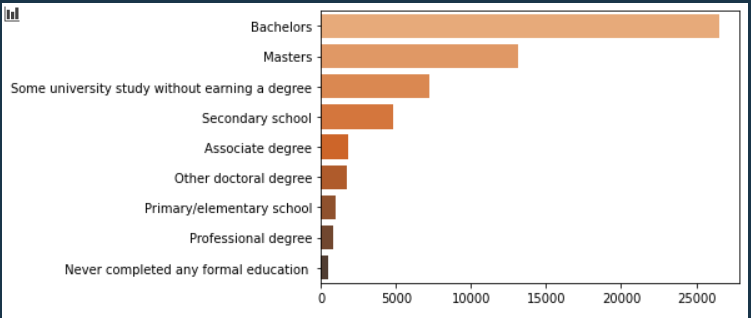 Bachelors
Masters
Some university study without earning a degree
Secondary school
Associate degree
Other doctoral degree
Primary/elementary school
Professional degree
Never completed any formal education
0 5000 10000 15000 20000 25000